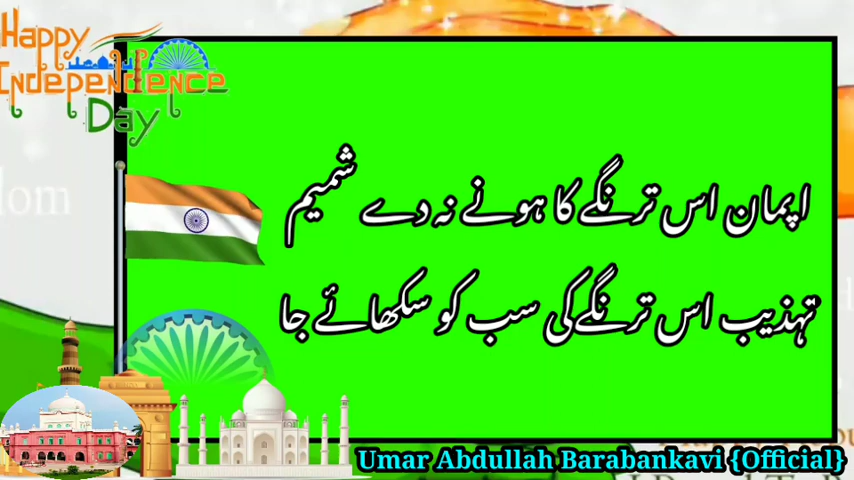 Happy
Independence
Day
اپمان اس ترنگے کا ہونے نہ دے شمیم
تہذیب اس ترنگے کی سب کو سکھائے جا
Umar Abdullah Barabankavi {Official}